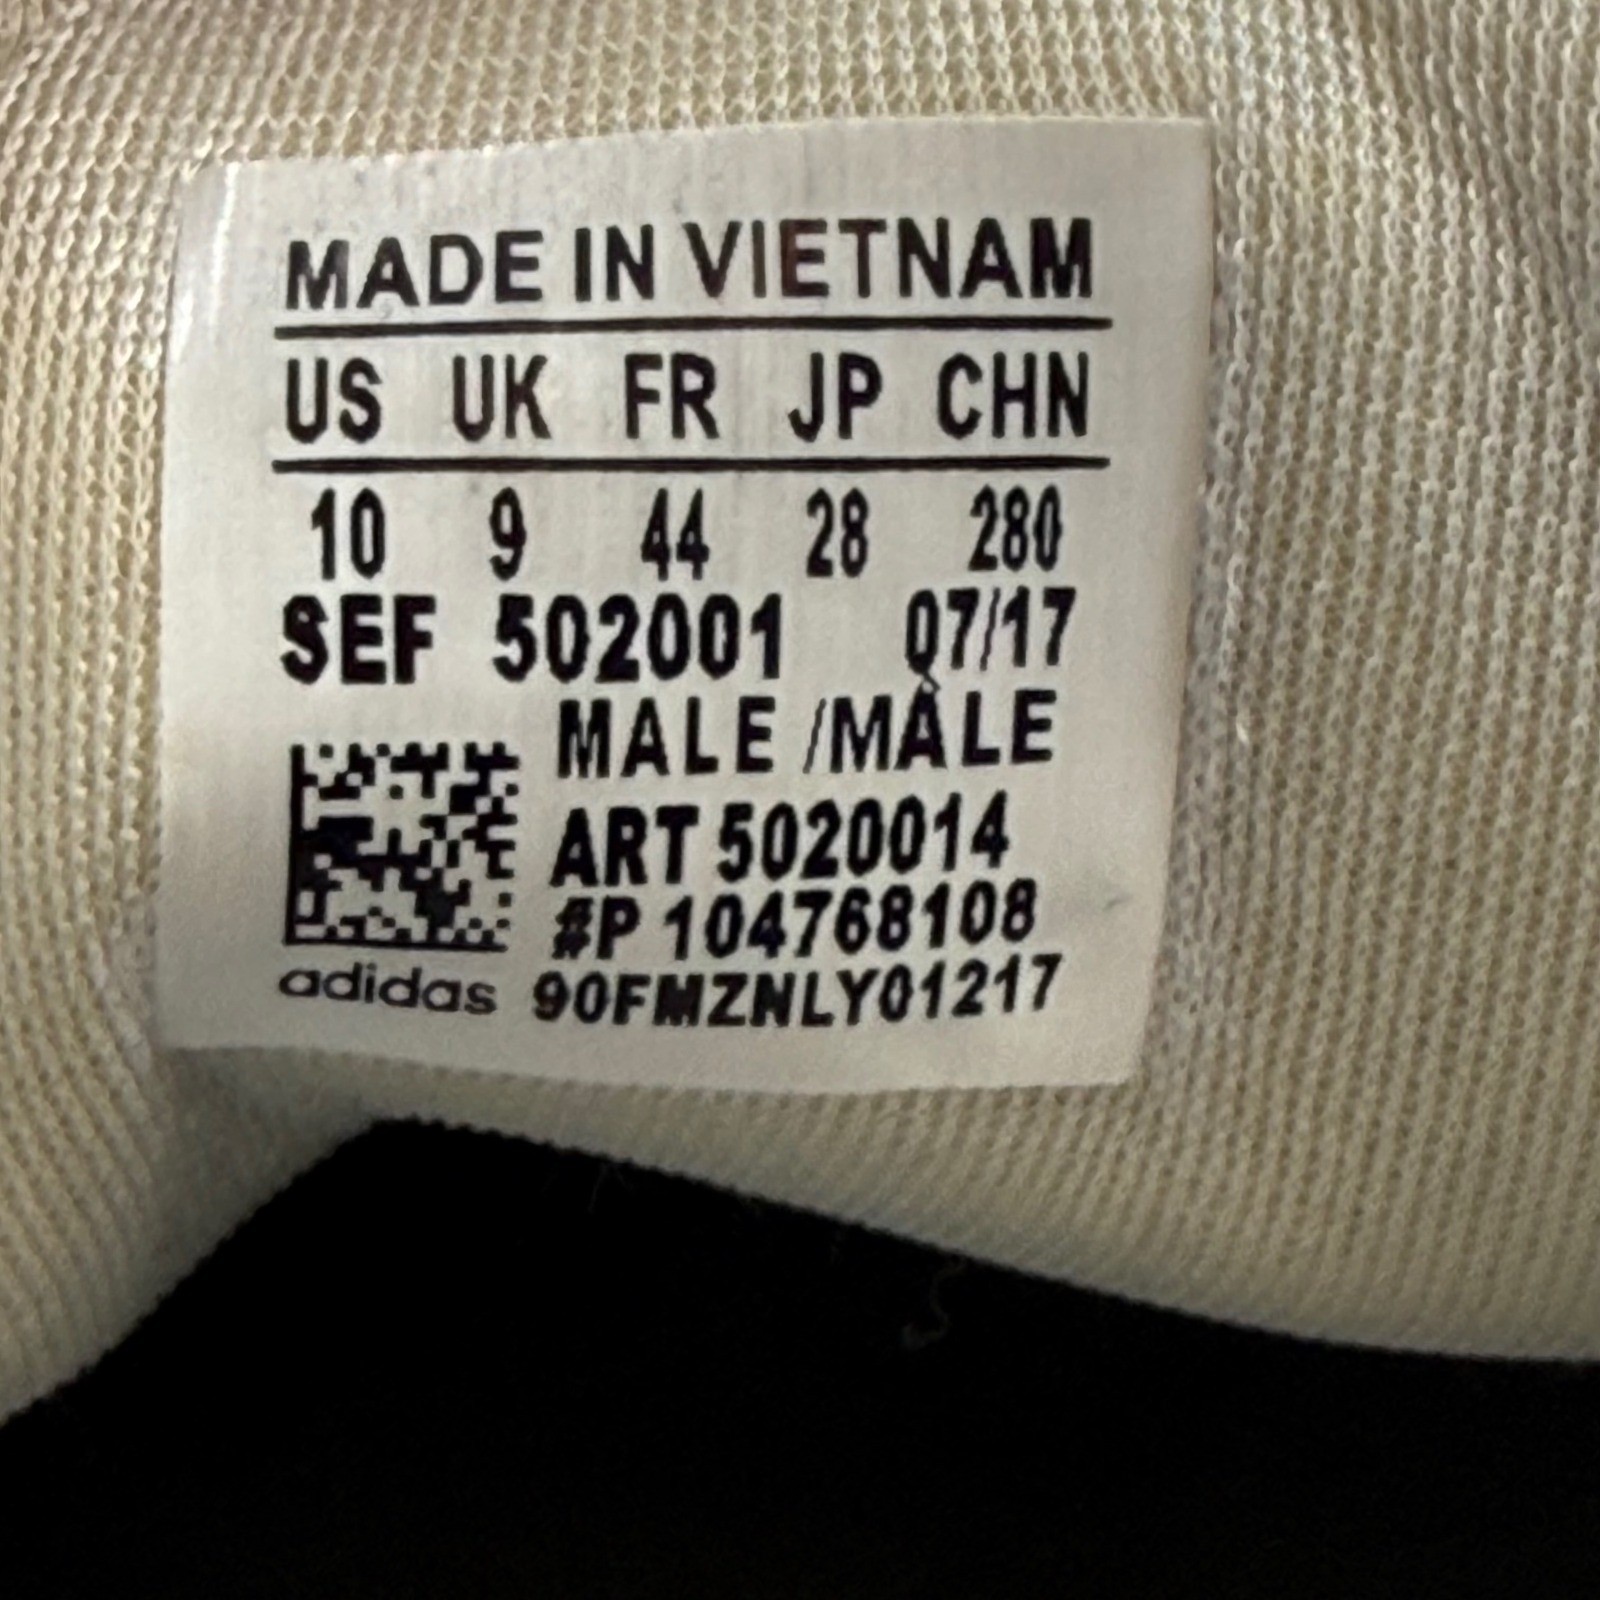 MADE IN VIETNAM
US UK FR JP CHN
10 9 44 28 280
SEF 502001 07/17
MALE /MALE
ART 5020014
#P 104768108
adidas 90FMZNLY01217